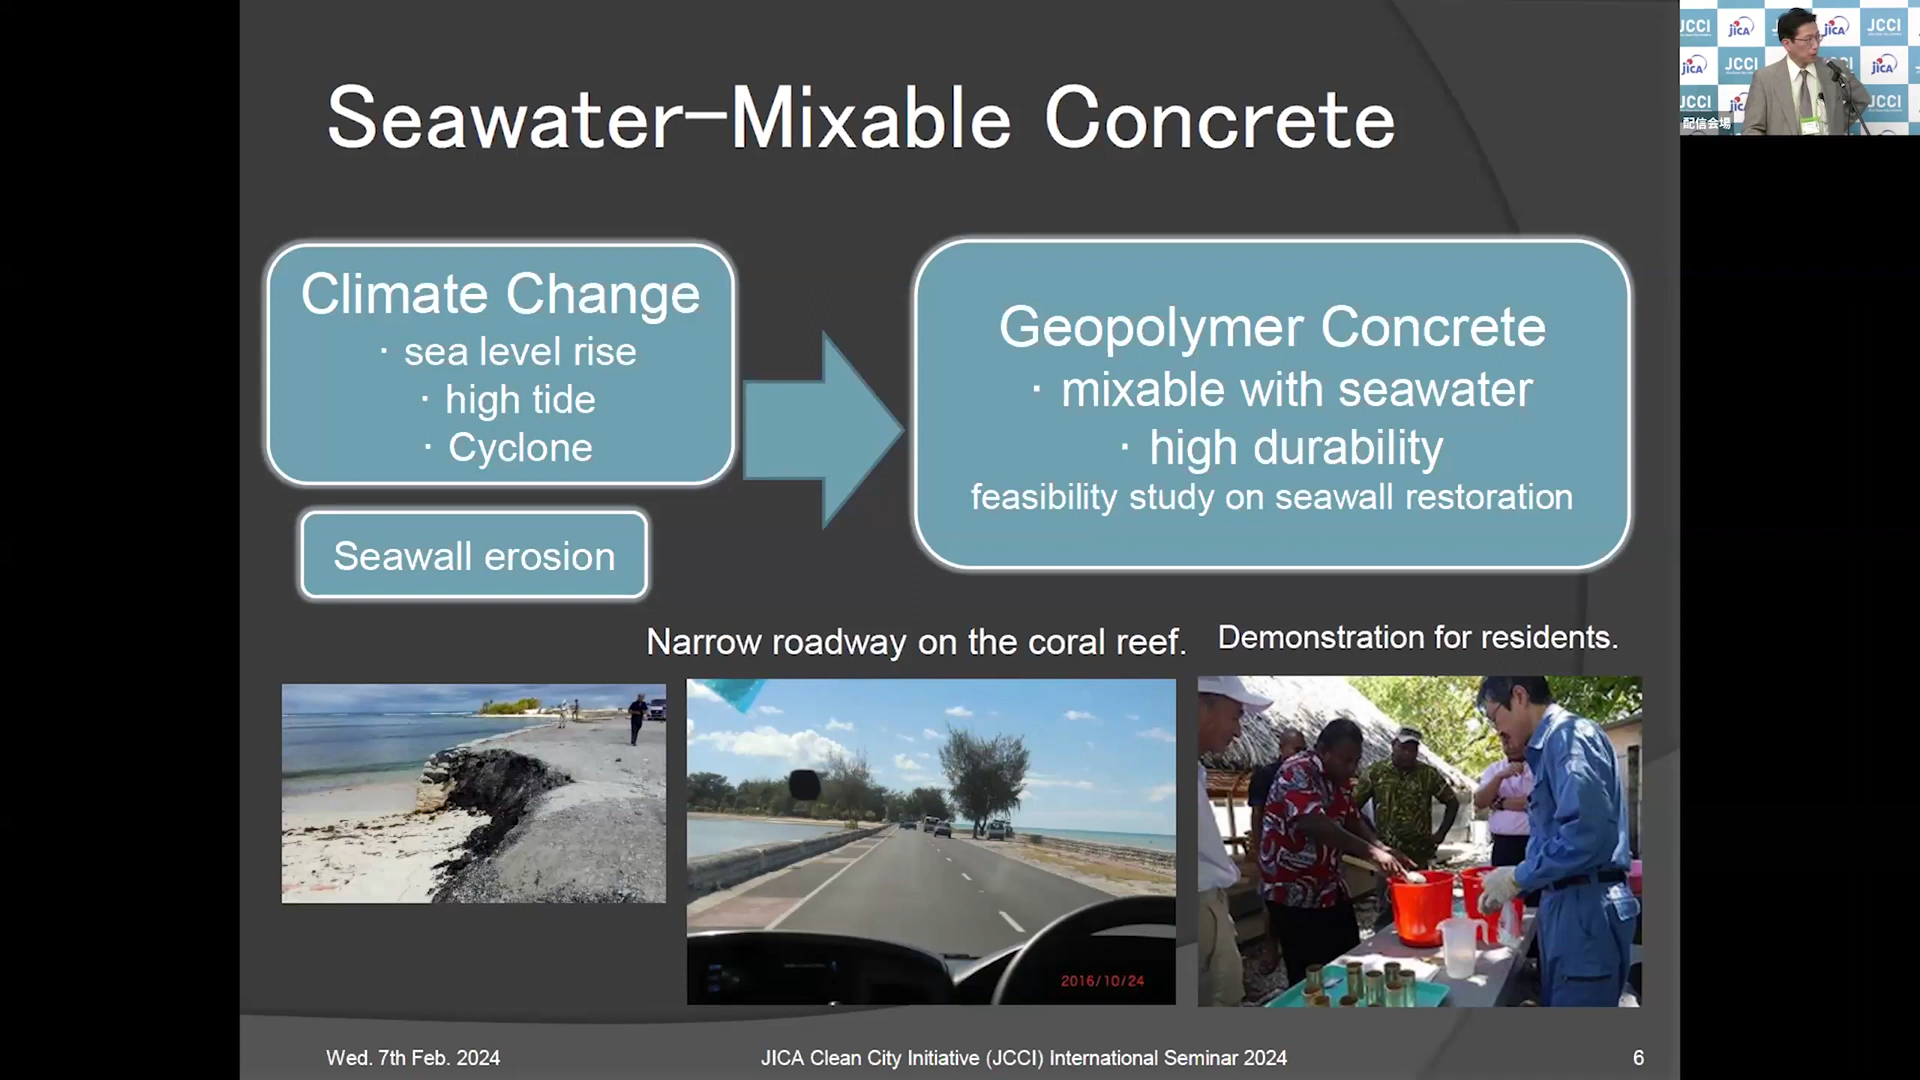 Seawater-Mixable Concrete
Climate Change
・sea level rise
・high tide
・Cyclone
Seawall erosion
Geopolymer Concrete
・mixable with seawater
・high durability
feasibility study on seawall restoration
Narrow roadway on the coral reef.
Demonstration for residents.
2016/10/24
Wed. 7th Feb. 2024
JICA Clean City Initiative (JCCI) International Seminar 2024
6
JCCI
jICA
jICA
JCCI
jICA
JCCI
jICA
JCCI
JCCI
配信会場